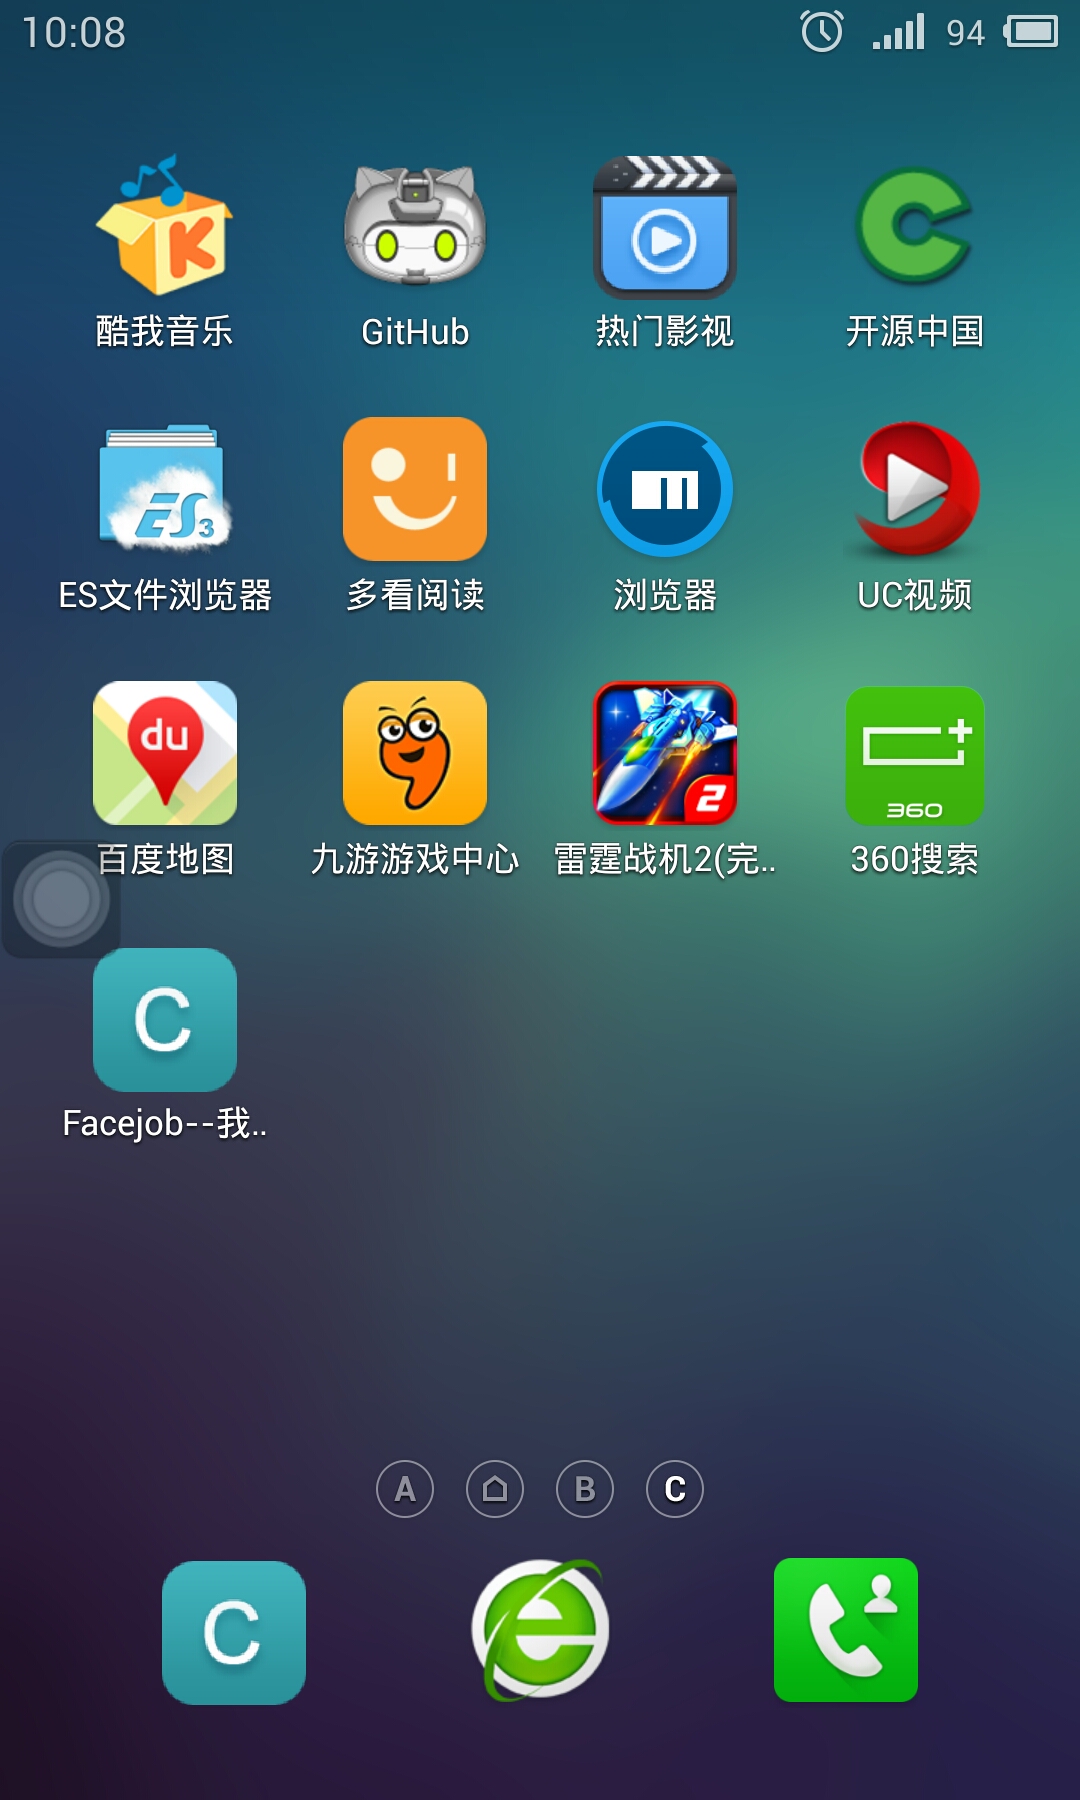 10:08 94
酷我音乐 GitHub 热门影视 开源中国
ES3
ES文件浏览器 多看阅读 浏览器 UC视频
du 2 360
百度地图 九游游戏中心 雷霆战机2(完.. 360搜索
C
Facejob--我..
A B C
C